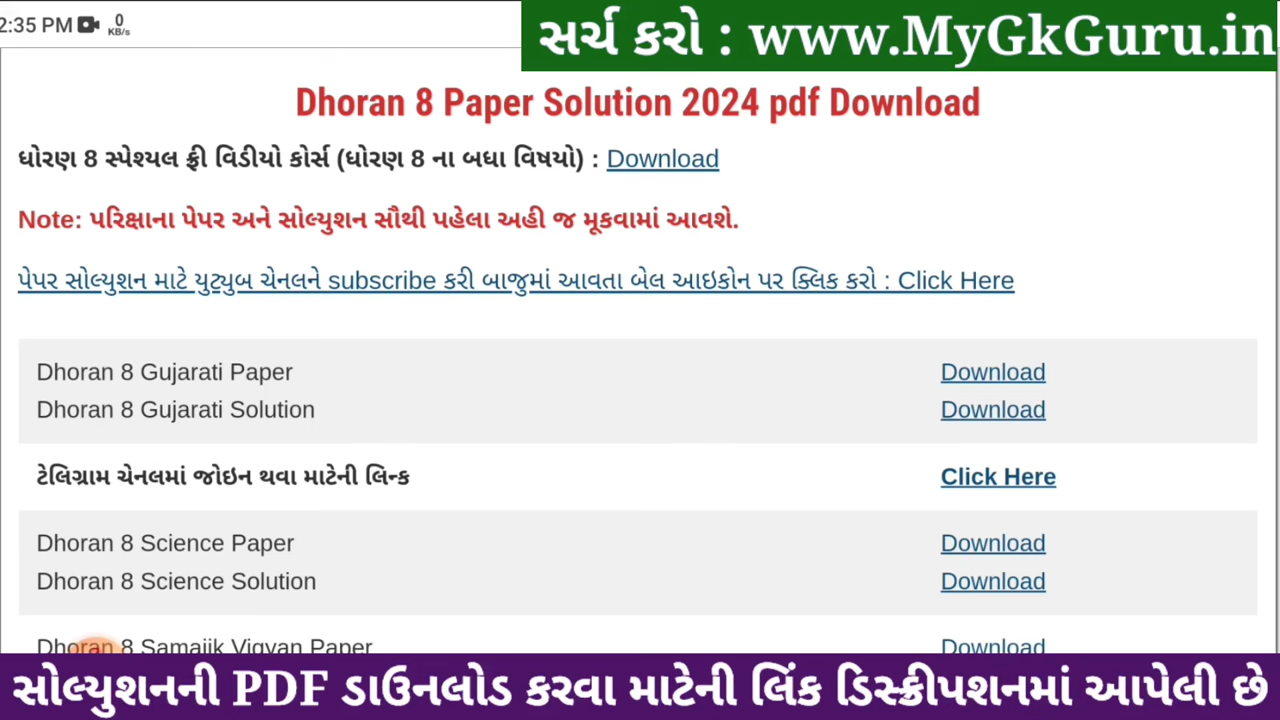 2:35 PM 0 KB/s
સર્ચ કરો : www.MyGkGuru.in
Dhoran 8 Paper Solution 2024 pdf Download
ધોરણ 8 સ્પેશ્યલ ફ્રી વિડીયો કોર્સ (ધોરણ 8 ના બધા વિષયો) : Download
Note: પરિક્ષાના પેપર અને સોલ્યુશન સૌથી પહેલા અહી જ મૂકવામાં આવશે.
પેપર સોલ્યુશન માટે યુટ્યુબ ચેનલને subscribe કરી બાજુમાં આવતા બેલ આઇકોન પર ક્લિક કરો : Click Here
Dhoran 8 Gujarati Paper Download
Dhoran 8 Gujarati Solution Download
ટેલિગ્રામ ચેનલમાં જોઇન થવા માટેની લિન્ક Click Here
Dhoran 8 Science Paper Download
Dhoran 8 Science Solution Download
Dhoran 8 Samajik Vigyan Paper Download
સોલ્યુશનની PDF ડાઉનલોડ કરવા માટેની લિંક ડિસ્ક્રીપશનમાં આપેલી છે